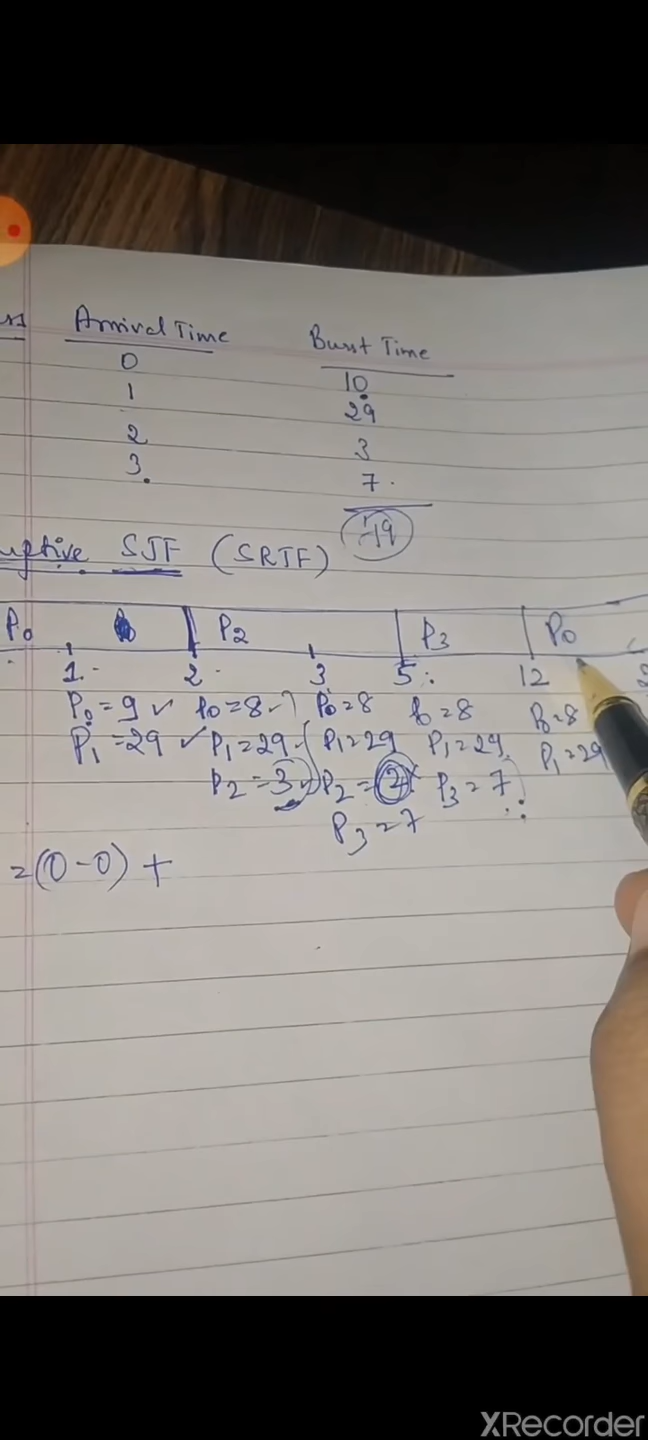 Arrival Time Burst Time
0 10
1 29
2 3
3 7
49
SJF (SRTF)
P0 P2 P3 P0
1 2 3 5 12
P0 = 9 ✓ P0 = 8 P0 = 8 P0 = 8 P0 = 8
P1 = 29 ✓ P1 = 29 P1 = 29 P1 = 29 P1 = 29
P2 = 3 P2 = 2 P3 = 7
P3 = 7
= (0 - 0) +
XRecorder